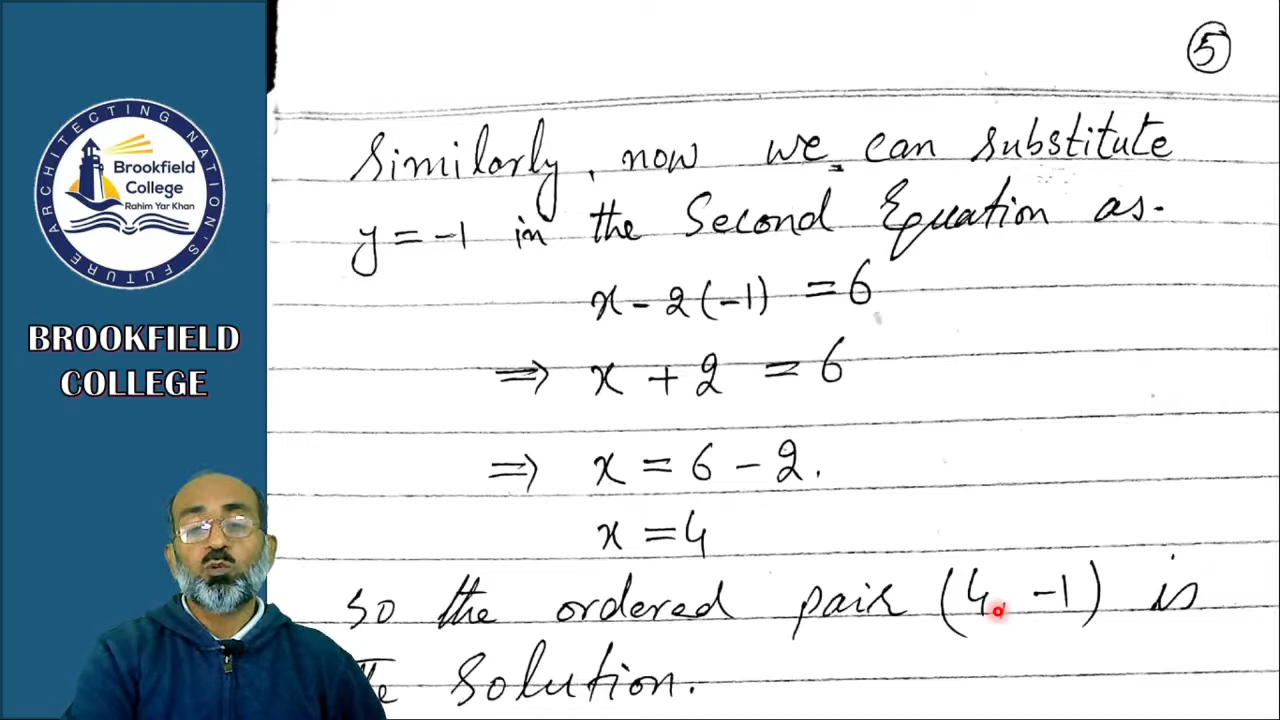 5
ARCHITECTING NATION'S FUTURE
Brookfield
College
Rahim Yar Khan
BROOKFIELD
COLLEGE
Similarly, now we can substitute
y = -1 in the Second Equation as.
x - 2(-1) = 6
⇒ x + 2 = 6
⇒ x = 6 - 2.
x = 4
So the ordered pair (4, -1) is
the solution.